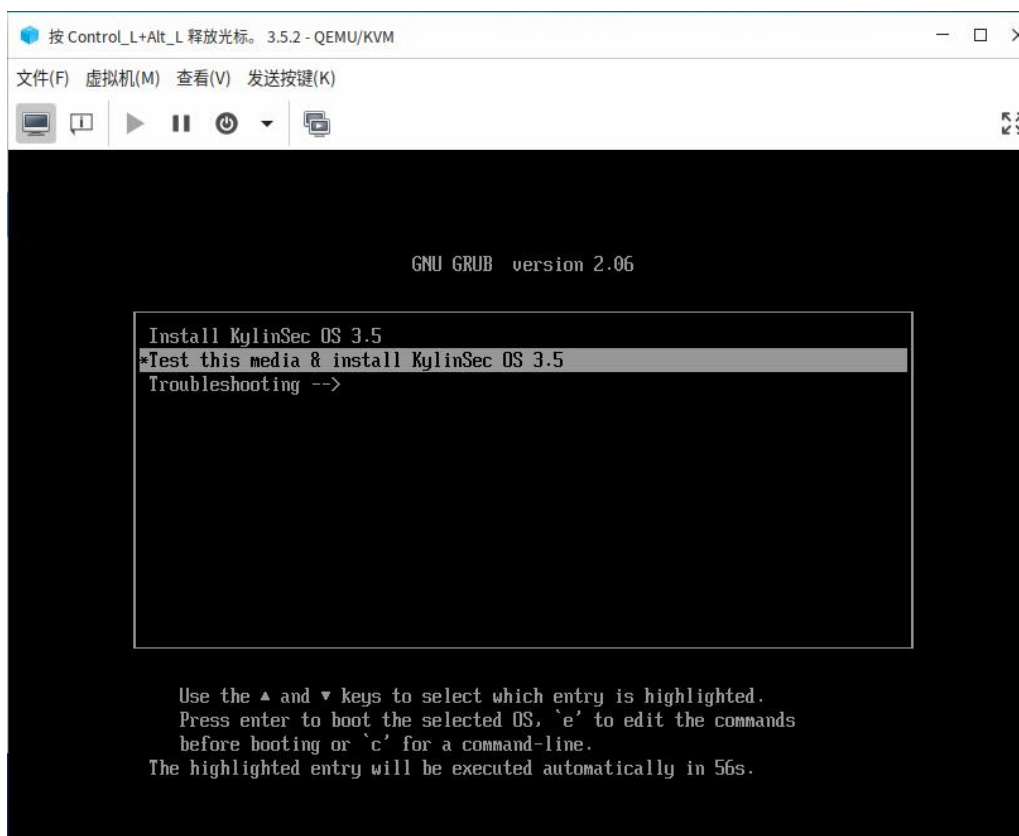 按 Control_L+Alt_L 释放光标。 3.5.2 - QEMU/KVM
文件(F) 虚拟机(M) 查看(V) 发送按键(K)
GNU GRUB version 2.06
Install KylinSec OS 3.5
*Test this media & install KylinSec OS 3.5
Troubleshooting -->
Use the ▲ and ▼ keys to select which entry is highlighted.
Press enter to boot the selected OS, `e' to edit the commands
before booting or `c' for a command-line.
The highlighted entry will be executed automatically in 56s.